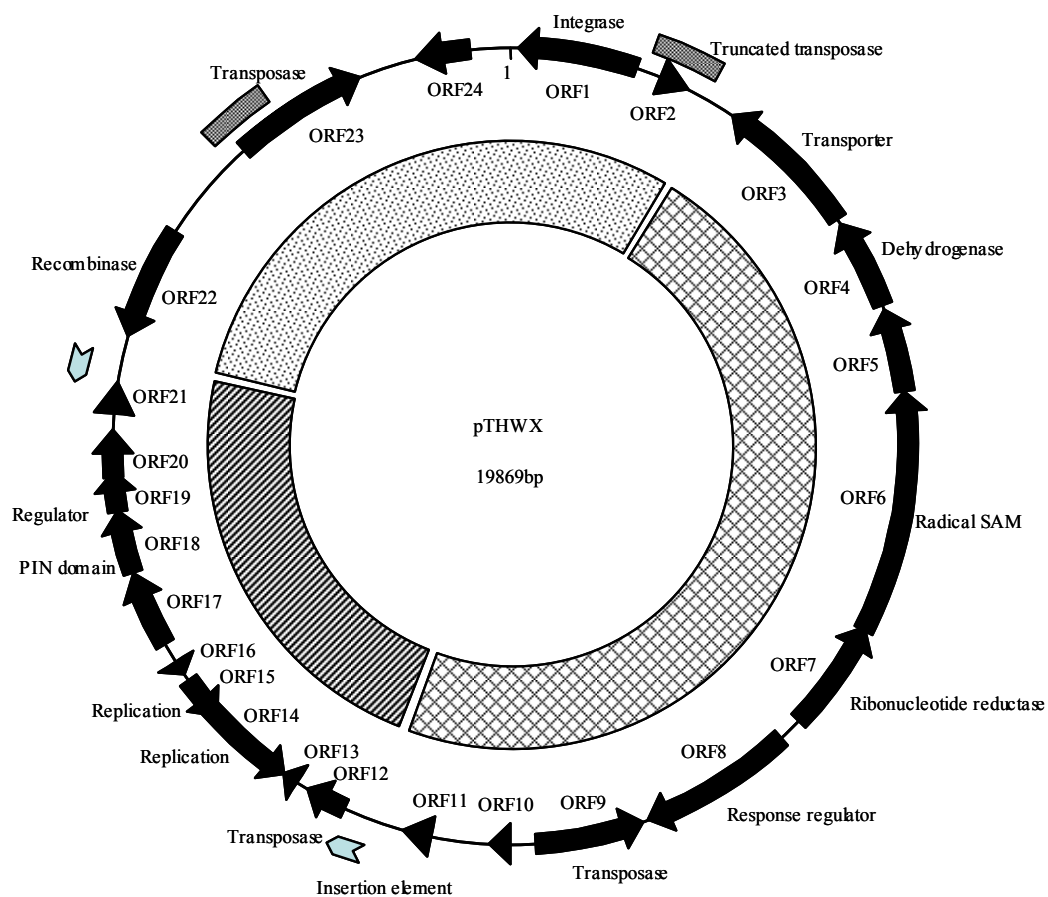 Integrase
Truncated transposase
1
ORF1
ORF2
ORF24
Transposase
ORF23
Transporter
ORF3
Dehydrogenase
ORF4
Recombinase
ORF22
ORF5
ORF21
pTHWX
19869bp
ORF20
ORF19
ORF6
Regulator
Radical SAM
ORF18
PIN domain
ORF17
ORF16
ORF15
ORF7
Replication
ORF14
Ribonucleotide reductase
Replication
ORF13
ORF12
ORF8
ORF11
ORF10
ORF9
Response regulator
Transposase
Transposase
Insertion element